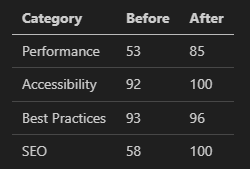 Category Before After
Performance 53 85
Accessibility 92 100
Best Practices 93 96
SEO 58 100